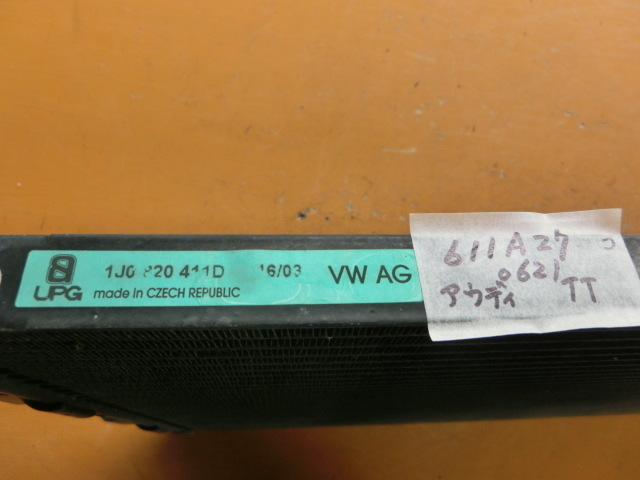 UPG
1J0 820 411D 16/03 VW AG
made in CZECH REPUBLIC
611A27
0621
アウディ TT